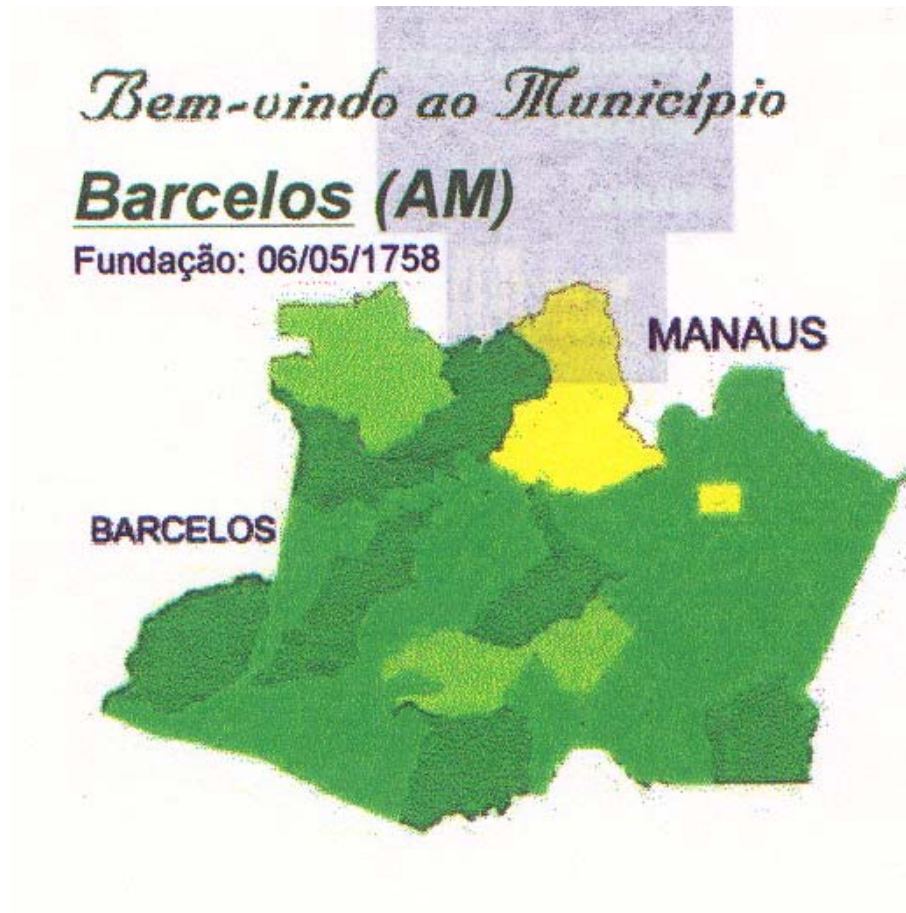 Bem-vindo ao Município
Barcelos (AM)
Fundação: 06/05/1758
MANAUS
BARCELOS